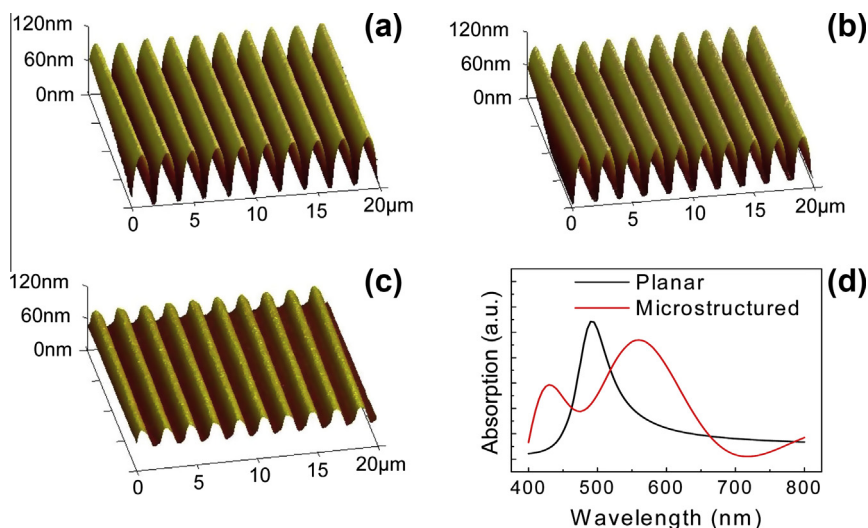 (a)
120nm
60nm
0nm
0 5 10 15 20μm
(b)
120nm
60nm
0nm
0 5 10 15 20μm
(c)
120nm
60nm
0nm
0 5 10 15 20μm
(d)
Planar
Microstructured
Absorption (a.u.)
400 500 600 700 800
Wavelength (nm)